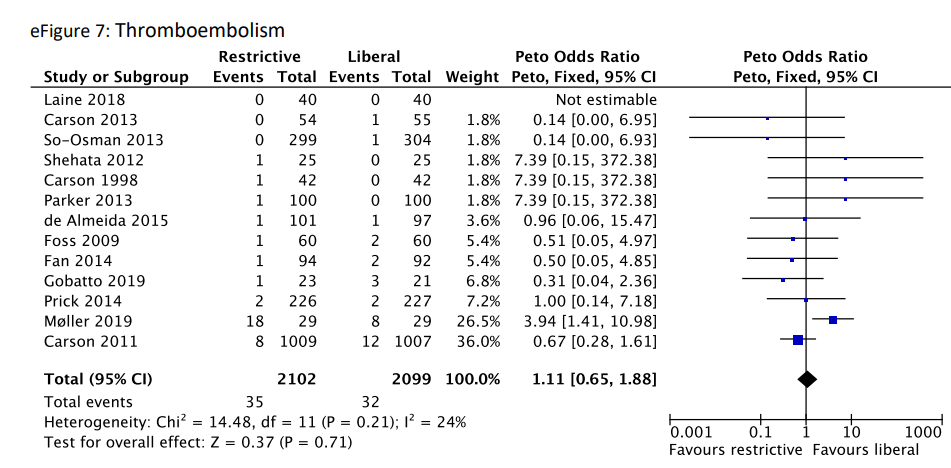 eFigure 7: Thromboembolism
Restrictive Liberal Peto Odds Ratio Peto Odds Ratio
Study or Subgroup Events Total Events Total Weight Peto, Fixed, 95% CI Peto, Fixed, 95% CI
Laine 2018 0 40 0 40 Not estimable
Carson 2013 0 54 1 55 1.8% 0.14 [0.00, 6.95]
So-Osman 2013 0 299 1 304 1.8% 0.14 [0.00, 6.93]
Shehata 2012 1 25 0 25 1.8% 7.39 [0.15, 372.38]
Carson 1998 1 42 0 42 1.8% 7.39 [0.15, 372.38]
Parker 2013 1 100 0 100 1.8% 7.39 [0.15, 372.38]
de Almeida 2015 1 101 1 97 3.6% 0.96 [0.06, 15.47]
Foss 2009 1 60 2 60 5.4% 0.51 [0.05, 4.97]
Fan 2014 1 94 2 92 5.4% 0.50 [0.05, 4.85]
Gobatto 2019 1 23 3 21 6.8% 0.31 [0.04, 2.36]
Prick 2014 2 226 2 227 7.2% 1.00 [0.14, 7.18]
Møller 2019 18 29 8 29 26.5% 3.94 [1.41, 10.98]
Carson 2011 8 1009 12 1007 36.0% 0.67 [0.28, 1.61]
Total (95% CI) 2102 2099 100.0% 1.11 [0.65, 1.88]
Total events 35 32
Heterogeneity: Chi² = 14.48, df = 11 (P = 0.21); I² = 24%
Test for overall effect: Z = 0.37 (P = 0.71)
0.001 0.1 1 10 1000
Favours restrictive Favours liberal